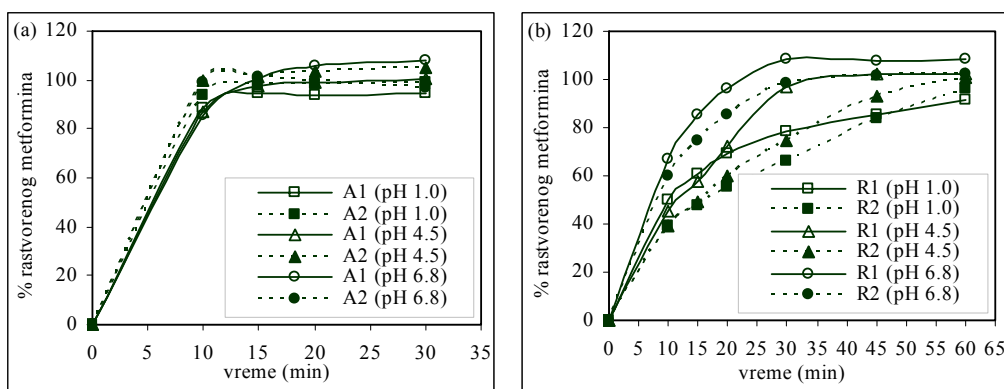 (a)
% rastvorenog metformina
120
100
80
60
40
20
0
A1 (pH 1.0)
A2 (pH 1.0)
A1 (pH 4.5)
A2 (pH 4.5)
A1 (pH 6.8)
A2 (pH 6.8)
0 5 10 15 20 25 30 35
vreme (min)
(b)
% rastvorenog metformina
120
100
80
60
40
20
0
R1 (pH 1.0)
R2 (pH 1.0)
R1 (pH 4.5)
R2 (pH 4.5)
R1 (pH 6.8)
R2 (pH 6.8)
0 5 10 15 20 25 30 35 40 45 50 55 60 65
vreme (min)